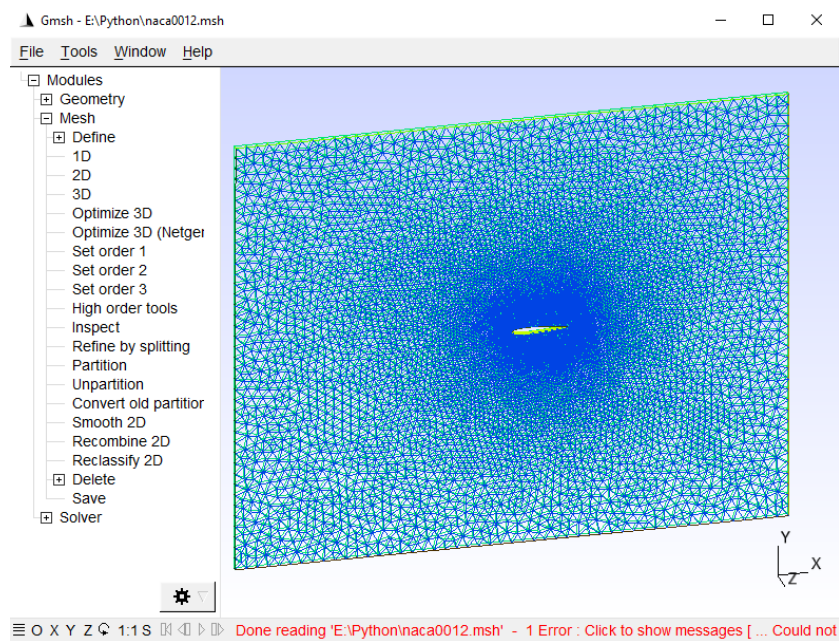 Gmsh - E:\Python\naca0012.msh
File Tools Window Help
Modules
Geometry
Mesh
Define
1D
2D
3D
Optimize 3D
Optimize 3D (Netger
Set order 1
Set order 2
Set order 3
High order tools
Inspect
Refine by splitting
Partition
Unpartition
Convert old partitior
Smooth 2D
Recombine 2D
Reclassify 2D
Delete
Save
Solver
Y
X
Z
O X Y Z 1:1 S Done reading 'E:\Python\naca0012.msh' - 1 Error : Click to show messages [ ... Could not